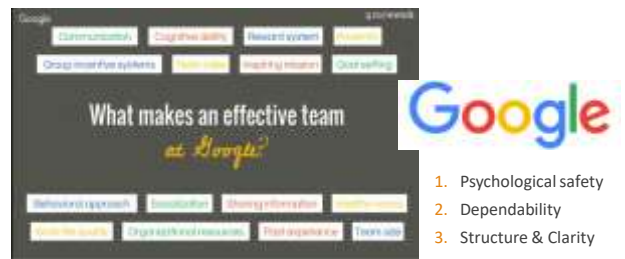 Google
Communication Cognitive ability Reward system
Group incentive systems Inspiring mission Goal setting
What makes an effective team
at Google?
Behavioral approach Socialization Sharing information
Organizational resources Past experience Team size
Google
1. Psychological safety
2. Dependability
3. Structure & Clarity